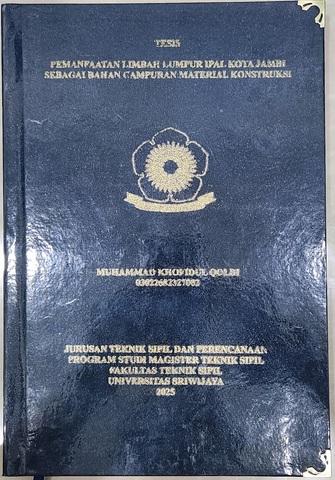 TESIS
PEMANFAATAN LIMBAH LUMPUR IPAL KOTA JAMBI
SEBAGAI BAHAN CAMPURAN MATERIAL KONSTRUKSI
MUHAMMAD KHOFIDUL QOLBI
03022682327002
JURUSAN TEKNIK SIPIL DAN PERENCANAAN
PROGRAM STUDI MAGISTER TEKNIK SIPIL
FAKULTAS TEKNIK SIPIL
UNIVERSITAS SRIWIJAYA
2025